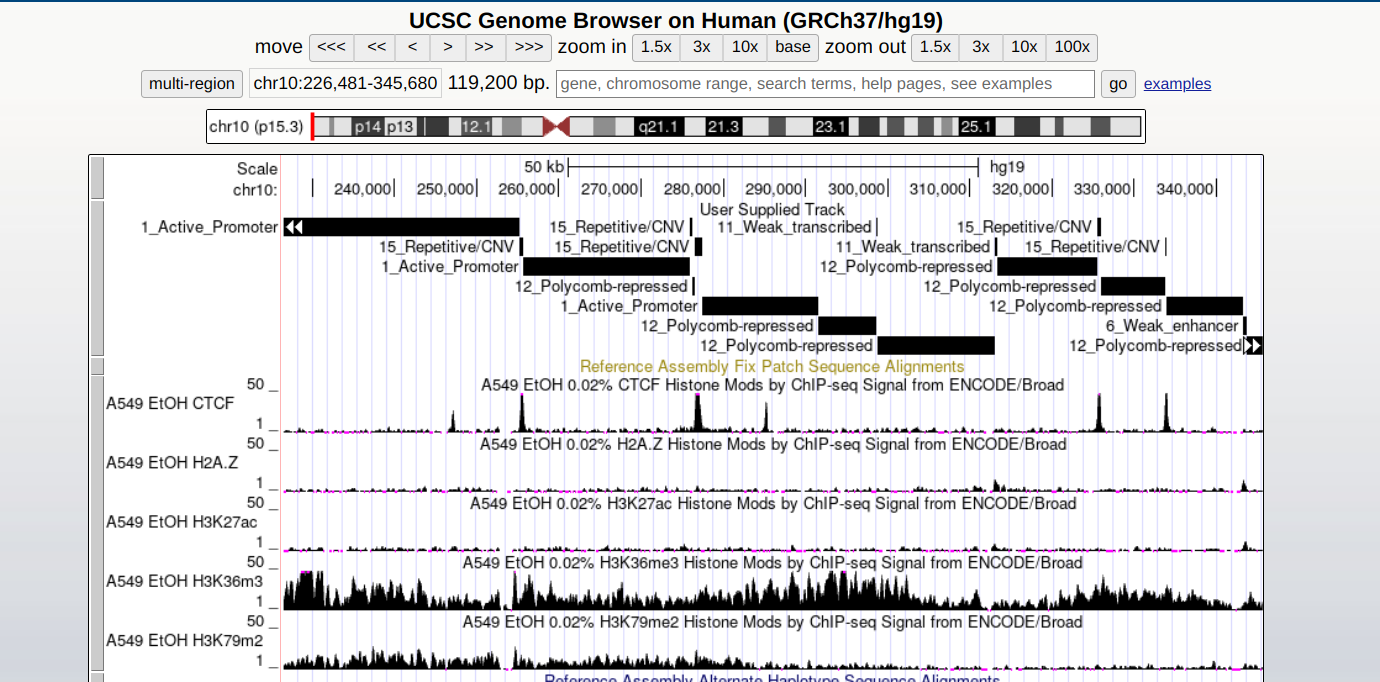 UCSC Genome Browser on Human (GRCh37/hg19)
move <<< << < > >> >>> zoom in 1.5x 3x 10x base zoom out 1.5x 3x 10x 100x
multi-region chr10:226,481-345,680 119,200 bp. gene, chromosome range, search terms, help pages, see examples go examples
chr10 (p15.3) p14 p13 12.1 q21.1 21.3 23.1 25.1
Scale 50 kb hg19
chr10: 240,000 250,000 260,000 270,000 280,000 290,000 300,000 310,000 320,000 330,000 340,000
User Supplied Track
1_Active_Promoter 15_Repetitive/CNV 11_Weak_transcribed 15_Repetitive/CNV
15_Repetitive/CNV 15_Repetitive/CNV 11_Weak_transcribed 15_Repetitive/CNV
1_Active_Promoter 12_Polycomb-repressed
12_Polycomb-repressed 12_Polycomb-repressed
1_Active_Promoter 12_Polycomb-repressed
12_Polycomb-repressed 6_Weak_enhancer
12_Polycomb-repressed 12_Polycomb-repressed
Reference Assembly Fix Patch Sequence Alignments
50 _ A549 EtOH 0.02% CTCF Histone Mods by ChIP-seq Signal from ENCODE/Broad
A549 EtOH CTCF
1 _
50 _ A549 EtOH 0.02% H2A.Z Histone Mods by ChIP-seq Signal from ENCODE/Broad
A549 EtOH H2A.Z
1 _
50 _ A549 EtOH 0.02% H3K27ac Histone Mods by ChIP-seq Signal from ENCODE/Broad
A549 EtOH H3K27ac
1 _
50 _ A549 EtOH 0.02% H3K36me3 Histone Mods by ChIP-seq Signal from ENCODE/Broad
A549 EtOH H3K36m3
1 _
50 _ A549 EtOH 0.02% H3K79me2 Histone Mods by ChIP-seq Signal from ENCODE/Broad
A549 EtOH H3K79m2
1 _
Reference Assembly Alternate Haplotype Sequence Alignments